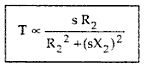 T ∝ s R₂ / R₂² + (sX₂)²